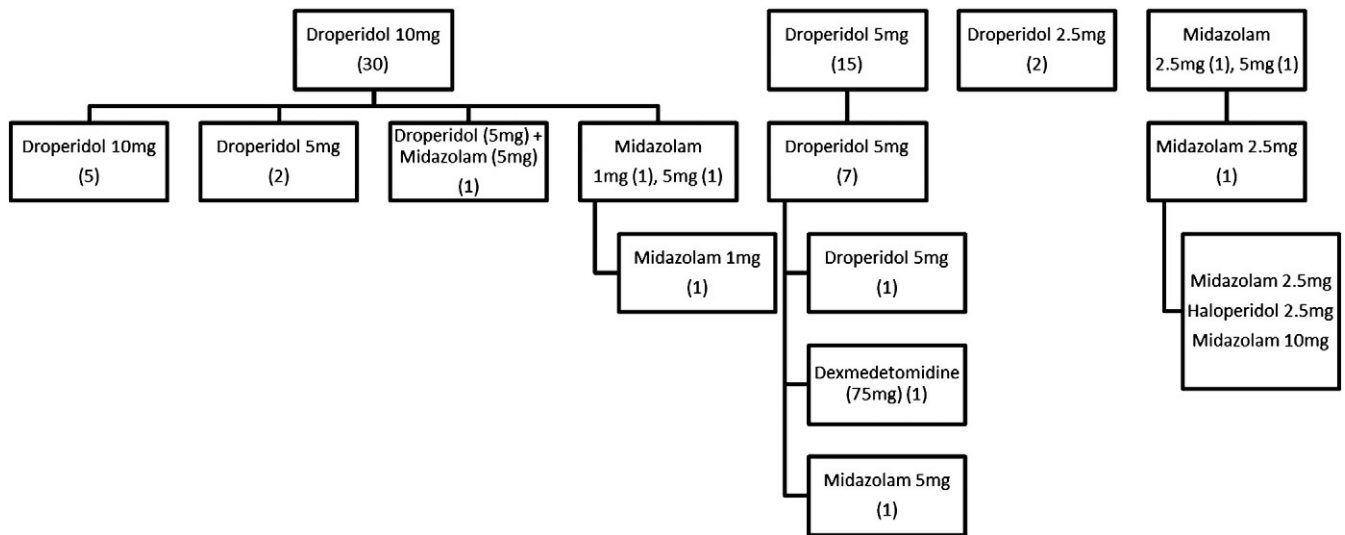 Droperidol 10mg
(30)
Droperidol 5mg
(15)
Droperidol 2.5mg
(2)
Midazolam
2.5mg (1), 5mg (1)
Droperidol 10mg
(5)
Droperidol 5mg
(2)
Droperidol (5mg) +
Midazolam (5mg)
(1)
Midazolam
1mg (1), 5mg (1)
Droperidol 5mg
(7)
Midazolam 2.5mg
(1)
Midazolam 1mg
(1)
Droperidol 5mg
(1)
Midazolam 2.5mg
Haloperidol 2.5mg
Midazolam 10mg
Dexmedetomidine
(75mg) (1)
Midazolam 5mg
(1)